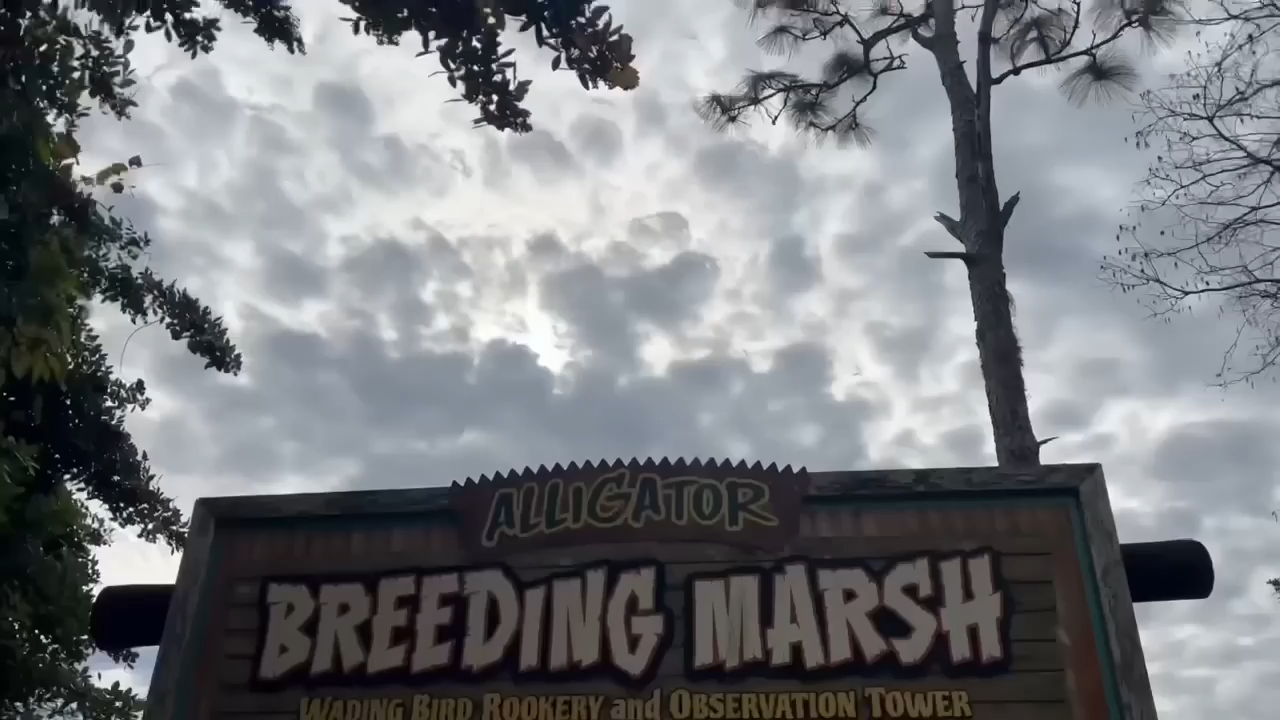 ALLIGATOR
BREEDING MARSH
WADING BIRD ROOKERY and OBSERVATION TOWER